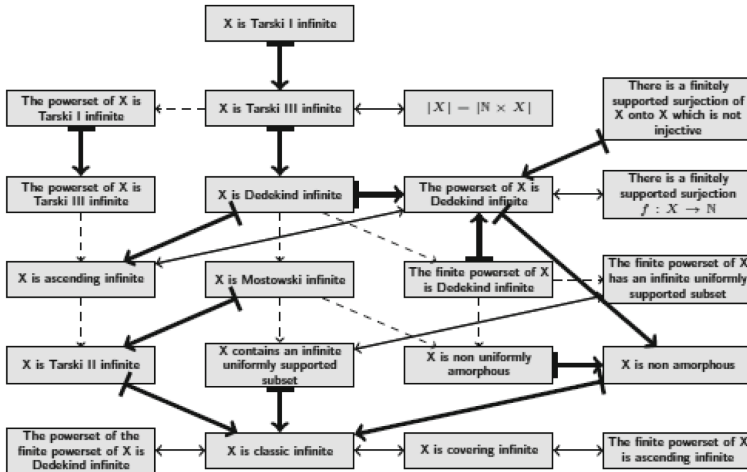 X is Tarski I infinite
The powerset of X is
Tarski I infinite
X is Tarski III infinite
|X| = |ℕ × X|
There is a finitely
supported surjection of
X onto X which is not
injective
The powerset of X is
Tarski III infinite
X is Dedekind infinite
The powerset of X is
Dedekind infinite
There is a finitely
supported surjection
f : X → ℕ
X is ascending infinite
X is Mostowski infinite
The finite powerset of X
is Dedekind infinite
The finite powerset of X
has an infinite uniformly
supported subset
X is Tarski II infinite
X contains an infinite
uniformly supported
subset
X is non uniformly
amorphous
X is non amorphous
The powerset of the
finite powerset of X is
Dedekind infinite
X is classic infinite
X is covering infinite
The finite powerset of X
is ascending infinite